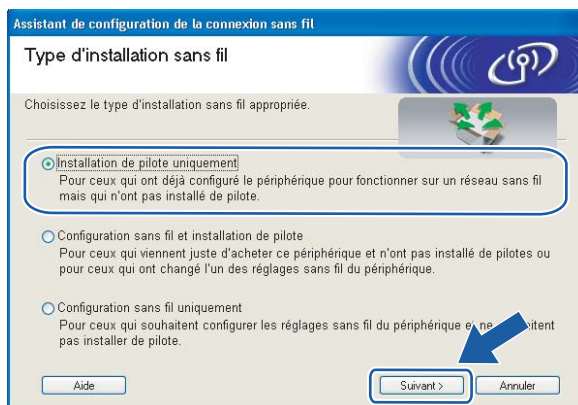 Assistant de configuration de la connexion sans fil
Type d'installation sans fil
Choisissez le type d'installation sans fil appropriée.
Installation de pilote uniquement
Pour ceux qui ont déjà configuré le périphérique pour fonctionner sur un réseau sans fil
mais qui n'ont pas installé de pilote.
Configuration sans fil et installation de pilote
Pour ceux qui viennent juste d'acheter ce périphérique et n'ont pas installé de pilotes ou
pour ceux qui ont changé l'un des réglages sans fil du périphérique.
Configuration sans fil uniquement
Pour ceux qui souhaitent configurer les réglages sans fil du périphérique et ne
pas installer de pilote.
Aide
Suivant >
Annuler